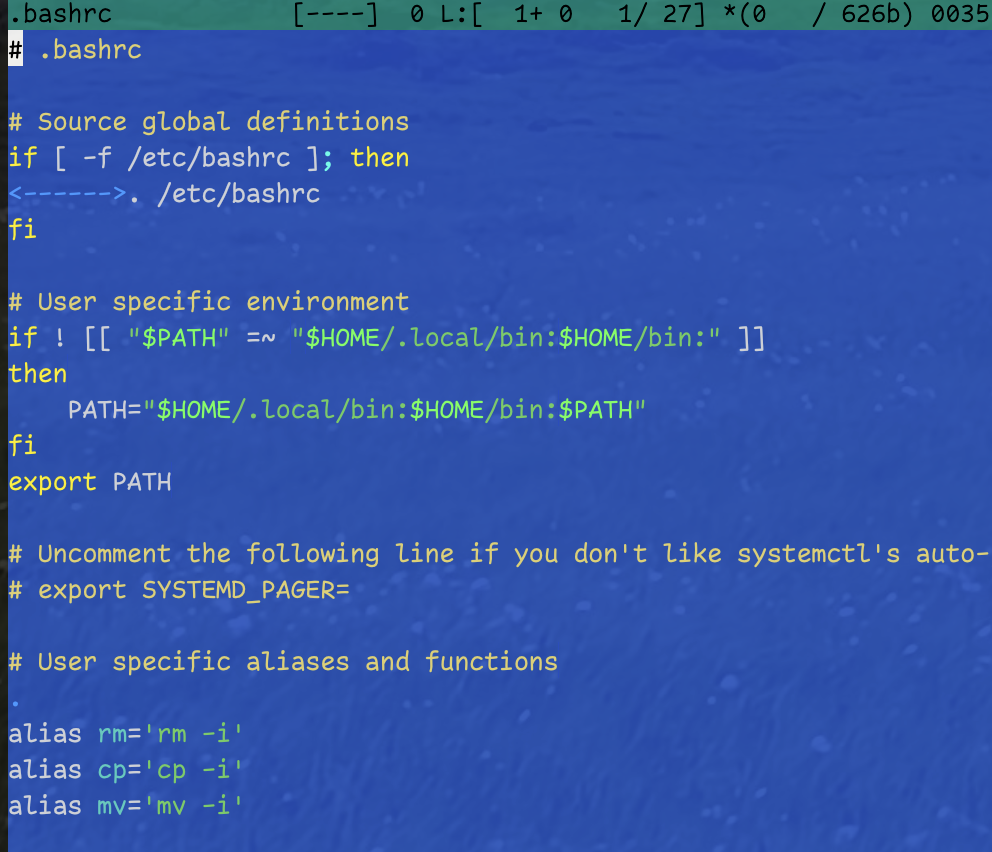 .bashrc [----] 0 L:[ 1+ 0 1/ 27] *(0 / 626b) 0035
# .bashrc
# Source global definitions
if [ -f /etc/bashrc ]; then
<------>. /etc/bashrc
fi
# User specific environment
if ! [[ "$PATH" =~ "$HOME/.local/bin:$HOME/bin:" ]]
then
    PATH="$HOME/.local/bin:$HOME/bin:$PATH"
fi
export PATH
# Uncomment the following line if you don't like systemctl's auto-
# export SYSTEMD_PAGER=
# User specific aliases and functions
.
alias rm='rm -i'
alias cp='cp -i'
alias mv='mv -i'